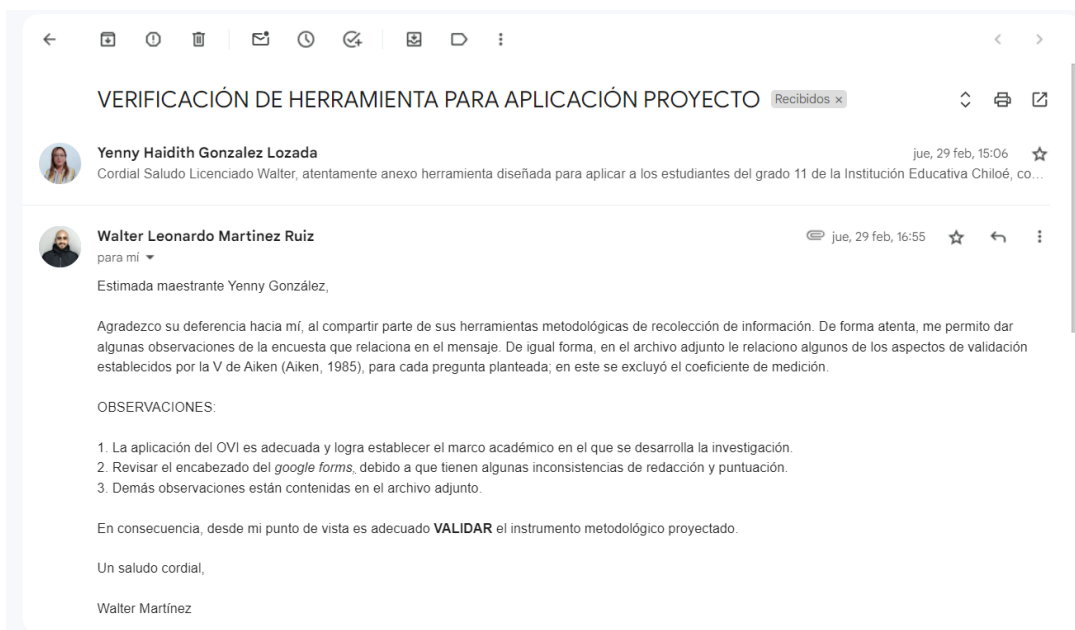 VERIFICACIÓN DE HERRAMIENTA PARA APLICACIÓN PROYECTO Recibidos ×
Yenny Haidith Gonzalez Lozada jue, 29 feb, 15:06
Cordial Saludo Licenciado Walter, atentamente anexo herramienta diseñada para aplicar a los estudiantes del grado 11 de la Institución Educativa Chiloé, co...
Walter Leonardo Martinez Ruiz jue, 29 feb, 16:55
para mí
Estimada maestrante Yenny González,
Agradezco su deferencia hacia mí, al compartir parte de sus herramientas metodológicas de recolección de información. De forma atenta, me permito dar
algunas observaciones de la encuesta que relaciona en el mensaje. De igual forma, en el archivo adjunto le relaciono algunos de los aspectos de validación
establecidos por la V de Aiken (Aiken, 1985), para cada pregunta planteada; en este se excluyó el coeficiente de medición.
OBSERVACIONES:
1. La aplicación del OVI es adecuada y logra establecer el marco académico en el que se desarrolla la investigación.
2. Revisar el encabezado del google forms, debido a que tienen algunas inconsistencias de redacción y puntuación.
3. Demás observaciones están contenidas en el archivo adjunto.
En consecuencia, desde mi punto de vista es adecuado VALIDAR el instrumento metodológico proyectado.
Un saludo cordial,
Walter Martínez